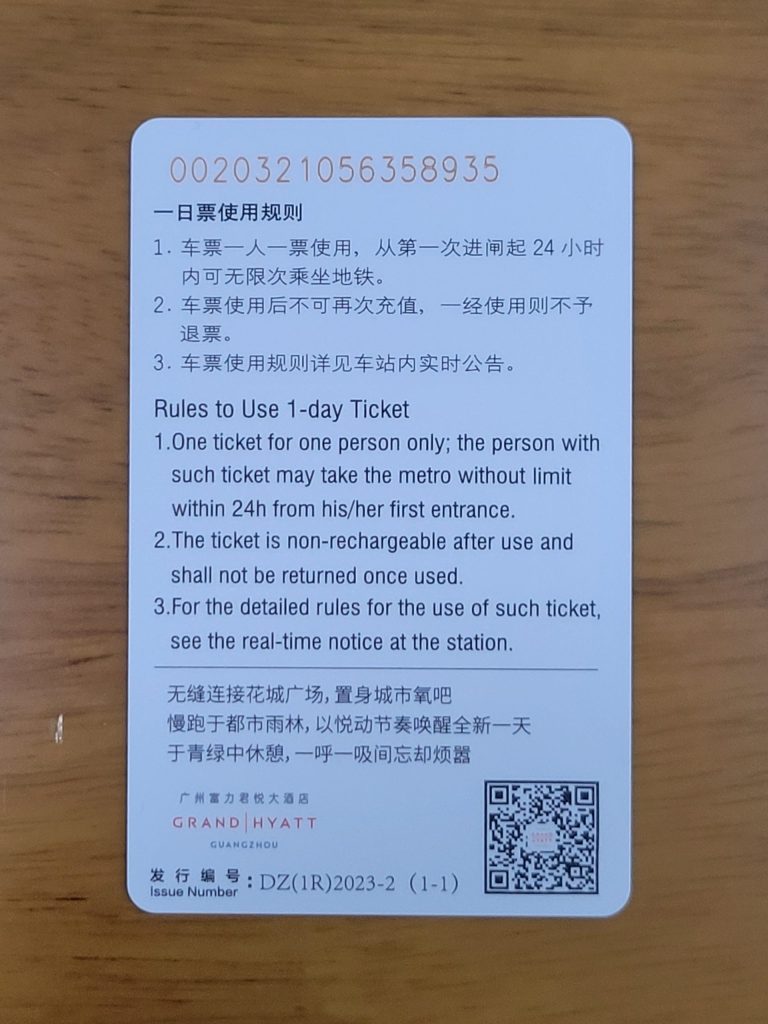 0020321056358935
一日票使用规则
1. 车票一人一票使用，从第一次进闸起 24 小时
内可无限次乘坐地铁。
2. 车票使用后不可再次充值，一经使用则不予
退票。
3. 车票使用规则详见车站内实时公告。
Rules to Use 1-day Ticket
1.One ticket for one person only; the person with
such ticket may take the metro without limit
within 24h from his/her first entrance.
2.The ticket is non-rechargeable after use and
shall not be returned once used.
3.For the detailed rules for the use of such ticket,
see the real-time notice at the station.
无缝连接花城广场，置身城市氧吧
慢跑于都市雨林，以悦动节奏唤醒全新一天
于青绿中休憩，一呼一吸间忘却烦嚣
广州富力君悦大酒店
GRAND|HYATT
GUANGZHOU
发行编号：DZ(1R)2023-2（1-1）
Issue Number
GRAND
HYATT